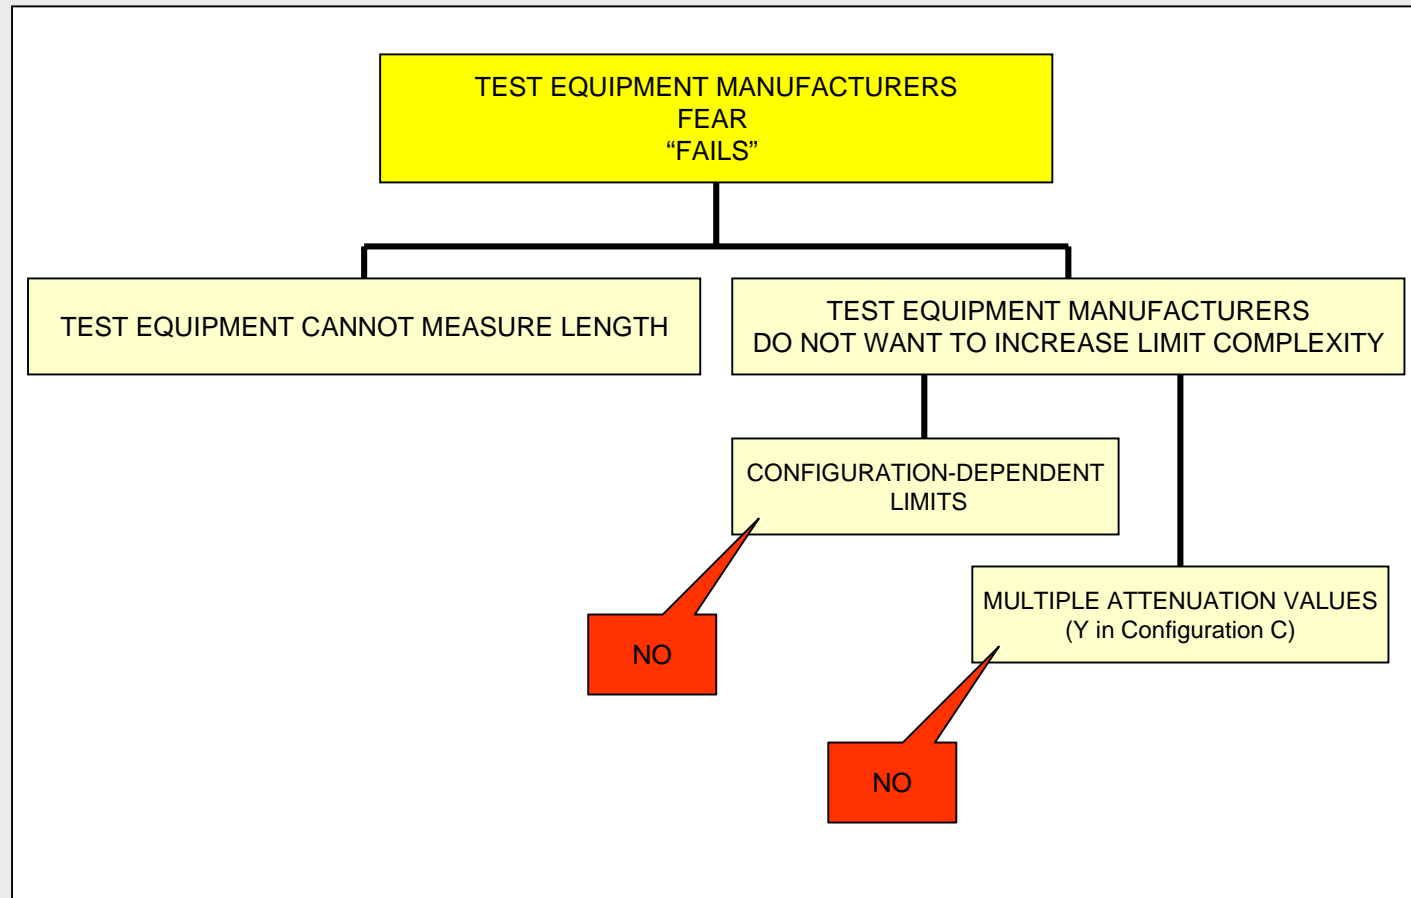 TEST EQUIPMENT MANUFACTURERS
FEAR
“FAILS”
TEST EQUIPMENT CANNOT MEASURE LENGTH
TEST EQUIPMENT MANUFACTURERS
DO NOT WANT TO INCREASE LIMIT COMPLEXITY
CONFIGURATION-DEPENDENT
LIMITS
NO
MULTIPLE ATTENUATION VALUES
(Y in Configuration C)
NO